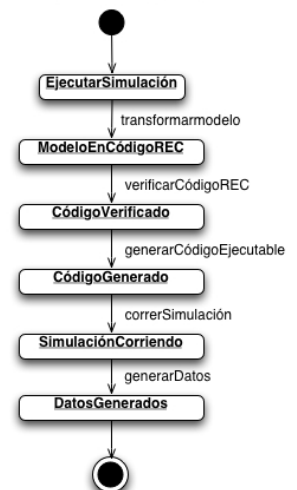 EjecutarSimulación
transformarmodelo
ModeloEnCódigoREC
verificarCódigoREC
CódigoVerificado
generarCódigoEjecutable
CódigoGenerado
correrSimulación
SimulaciónCorriendo
generarDatos
DatosGenerados